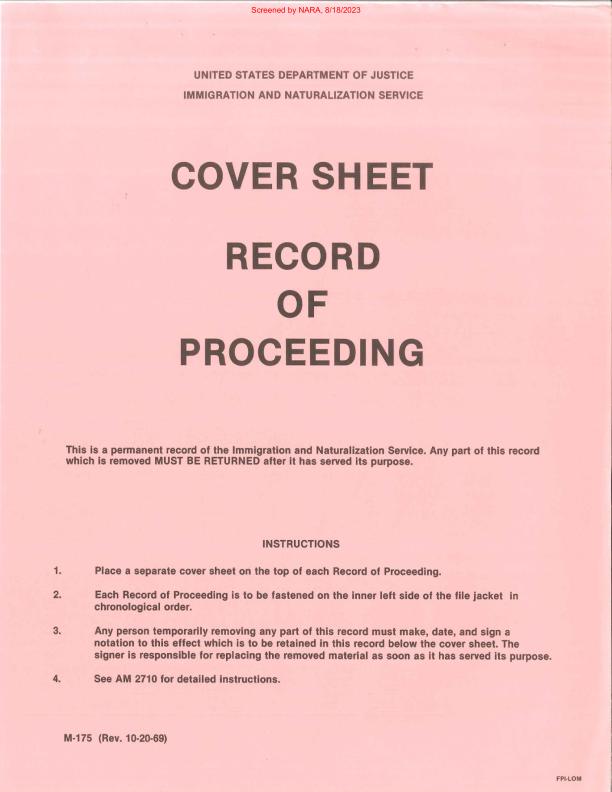 Screened by NARA, 8/18/2023
UNITED STATES DEPARTMENT OF JUSTICE
IMMIGRATION AND NATURALIZATION SERVICE
COVER SHEET
RECORD
OF
PROCEEDING
This is a permanent record of the Immigration and Naturalization Service. Any part of this record
which is removed MUST BE RETURNED after it has served its purpose.
INSTRUCTIONS
1. Place a separate cover sheet on the top of each Record of Proceeding.
2. Each Record of Proceeding is to be fastened on the inner left side of the file jacket in
chronological order.
3. Any person temporarily removing any part of this record must make, date, and sign a
notation to this effect which is to be retained in this record below the cover sheet. The
signer is responsible for replacing the removed material as soon as it has served its purpose.
4. See AM 2710 for detailed instructions.
M-175 (Rev. 10-20-69)
FPI-LOM